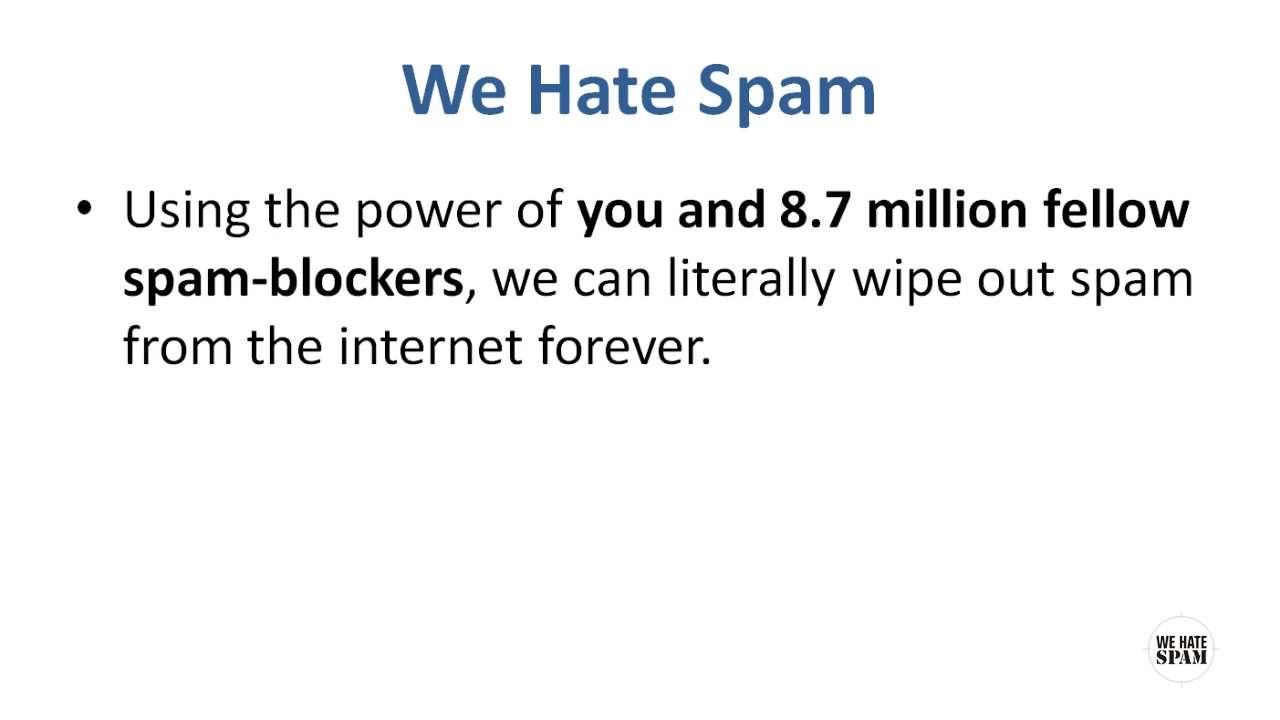 We Hate Spam
• Using the power of you and 8.7 million fellow
spam-blockers, we can literally wipe out spam
from the internet forever.
WE HATE
SPAM